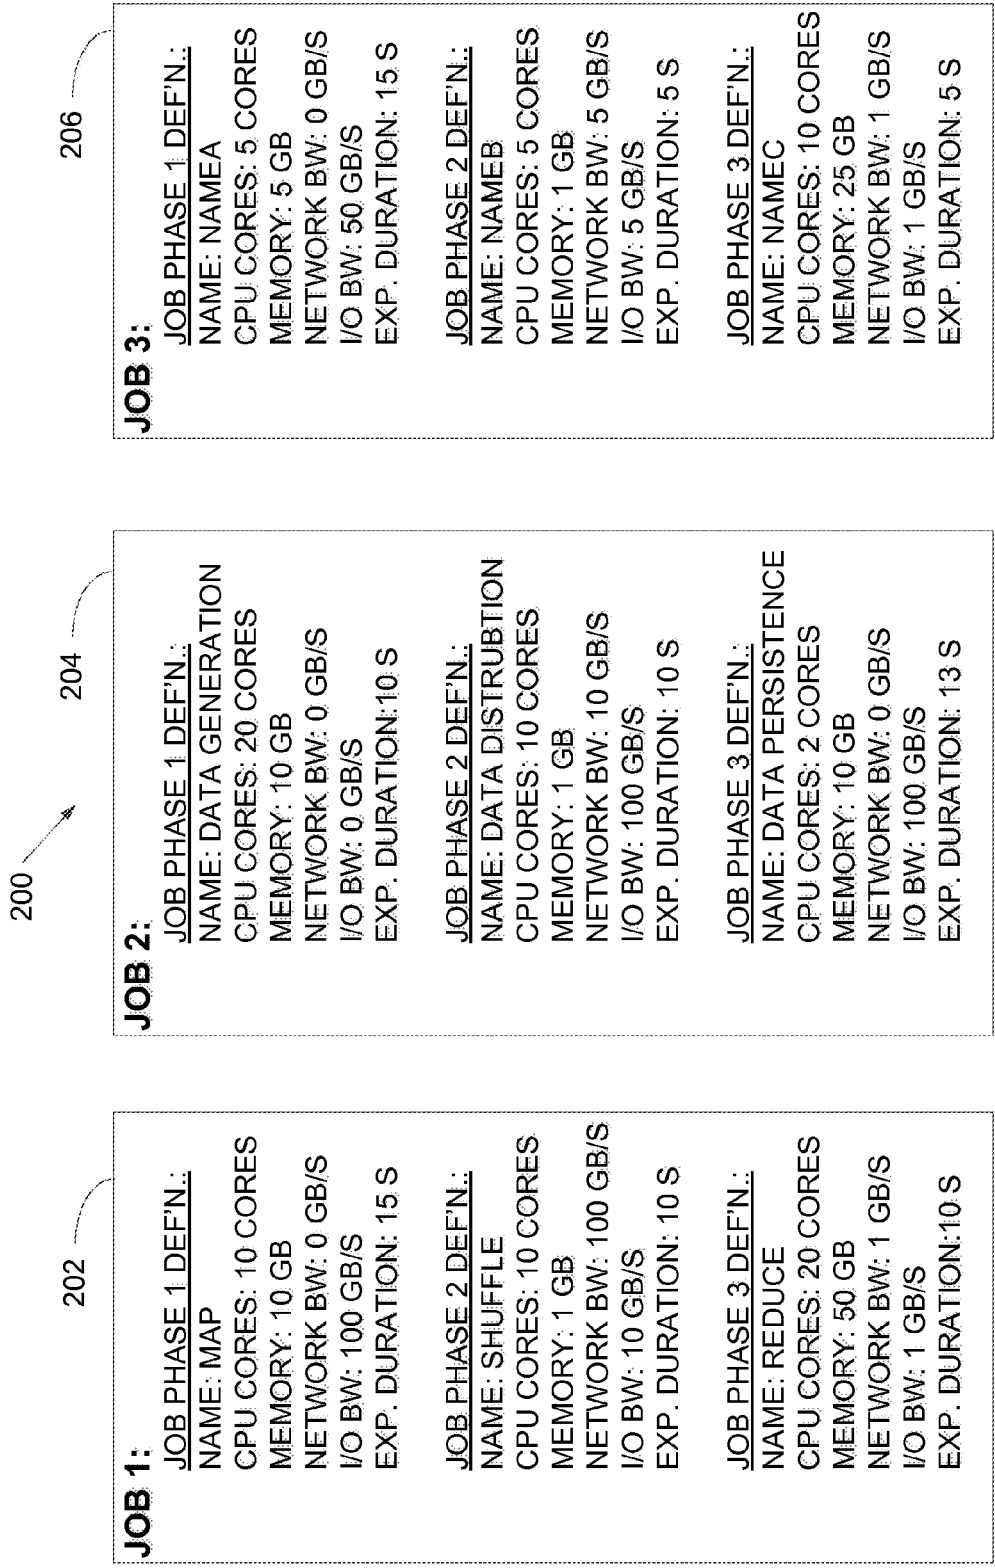 200
202
JOB 1:
JOB PHASE 1 DEF'N.:
NAME: MAP
CPU CORES: 10 CORES
MEMORY: 10 GB
NETWORK BW: 0 GB/S
I/O BW: 100 GB/S
EXP. DURATION: 15 S
JOB PHASE 2 DEF'N.:
NAME: SHUFFLE
CPU CORES: 10 CORES
MEMORY: 1 GB
NETWORK BW: 100 GB/S
I/O BW: 10 GB/S
EXP. DURATION: 10 S
JOB PHASE 3 DEF'N.:
NAME: REDUCE
CPU CORES: 20 CORES
MEMORY: 50 GB
NETWORK BW: 1 GB/S
I/O BW: 1 GB/S
EXP. DURATION:10 S
204
JOB 2:
JOB PHASE 1 DEF'N.:
NAME: DATA GENERATION
CPU CORES: 20 CORES
MEMORY: 10 GB
NETWORK BW: 0 GB/S
I/O BW: 0 GB/S
EXP. DURATION:10 S
JOB PHASE 2 DEF'N.:
NAME: DATA DISTRUBTION
CPU CORES: 10 CORES
MEMORY: 1 GB
NETWORK BW: 10 GB/S
I/O BW: 100 GB/S
EXP. DURATION: 10 S
JOB PHASE 3 DEF'N.:
NAME: DATA PERSISTENCE
CPU CORES: 2 CORES
MEMORY: 10 GB
NETWORK BW: 0 GB/S
I/O BW: 100 GB/S
EXP. DURATION: 13 S
206
JOB 3:
JOB PHASE 1 DEF'N.:
NAME: NAMEA
CPU CORES: 5 CORES
MEMORY: 5 GB
NETWORK BW: 0 GB/S
I/O BW: 50 GB/S
EXP. DURATION: 15 S
JOB PHASE 2 DEF'N.:
NAME: NAMEB
CPU CORES: 5 CORES
MEMORY: 1 GB
NETWORK BW: 5 GB/S
I/O BW: 5 GB/S
EXP. DURATION: 5 S
JOB PHASE 3 DEF'N.:
NAME: NAMEC
CPU CORES: 10 CORES
MEMORY: 25 GB
NETWORK BW: 1 GB/S
I/O BW: 1 GB/S
EXP. DURATION: 5 S